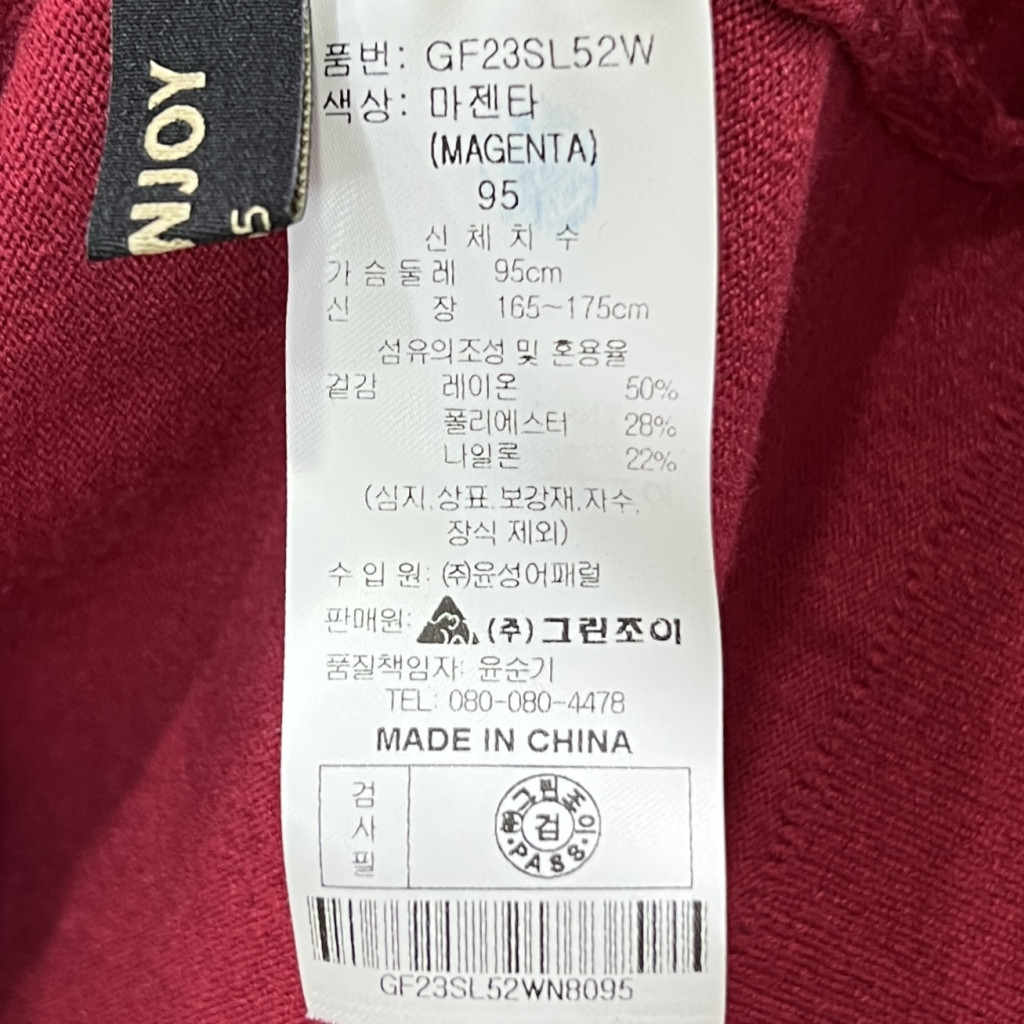 NJOY
5
품번: GF23SL52W
색상: 마젠타
(MAGENTA)
95
신 체 치 수
가슴둘레 95cm
신 장 165~175cm
섬유의조성 및 혼용율
겉감 레이온 50%
폴리에스터 28%
나일론 22%
(심지.상표.보강재.자수.
장식 제외)
수 입 원: (주)윤성어패럴
판매원: (주)그린조이
품질책임자: 윤순기
TEL: 080-080-4478
MADE IN CHINA
검
사
필
그린조이
검
PASS
GF23SL52WN8095